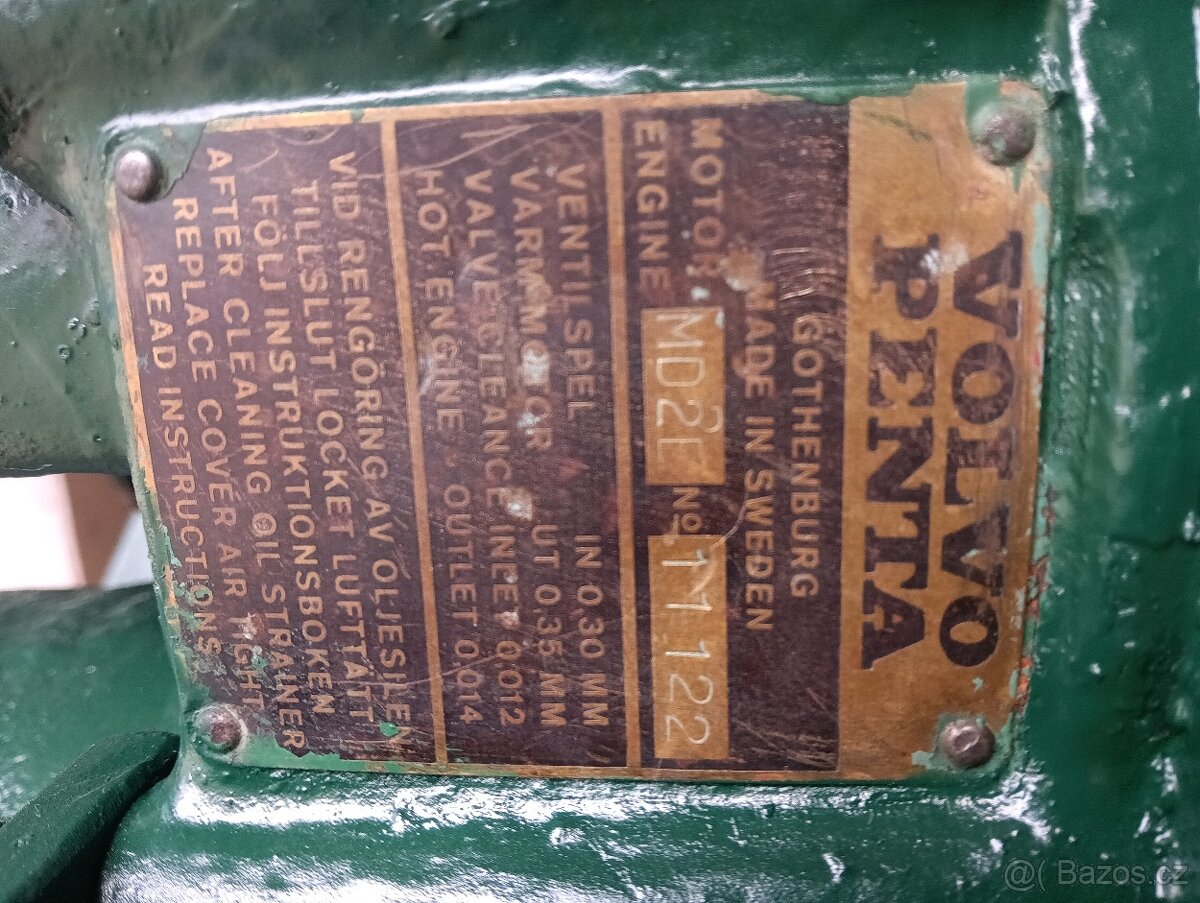 VOLVO
PENTA
GOTHENBURG
MADE IN SWEDEN
MOTOR
ENGINE No. 11122
VENTILSPEL IN 0,30 MM
VARM MOTOR UT 0,35 MM
VALVE CLEANCE INLET 0,012
HOT ENGINE OUTLET 0,014
VID RENGÖRING AV OLJESILEN
TILLSLUT LOCKET LUFTTÄTT
FÖLJ INSTRUKTIONSBOKEN
AFTER CLEANING OIL STRAINER
REPLACE COVER AIR TIGHT
READ INSTRUCTIONS
@( Bazos.cz